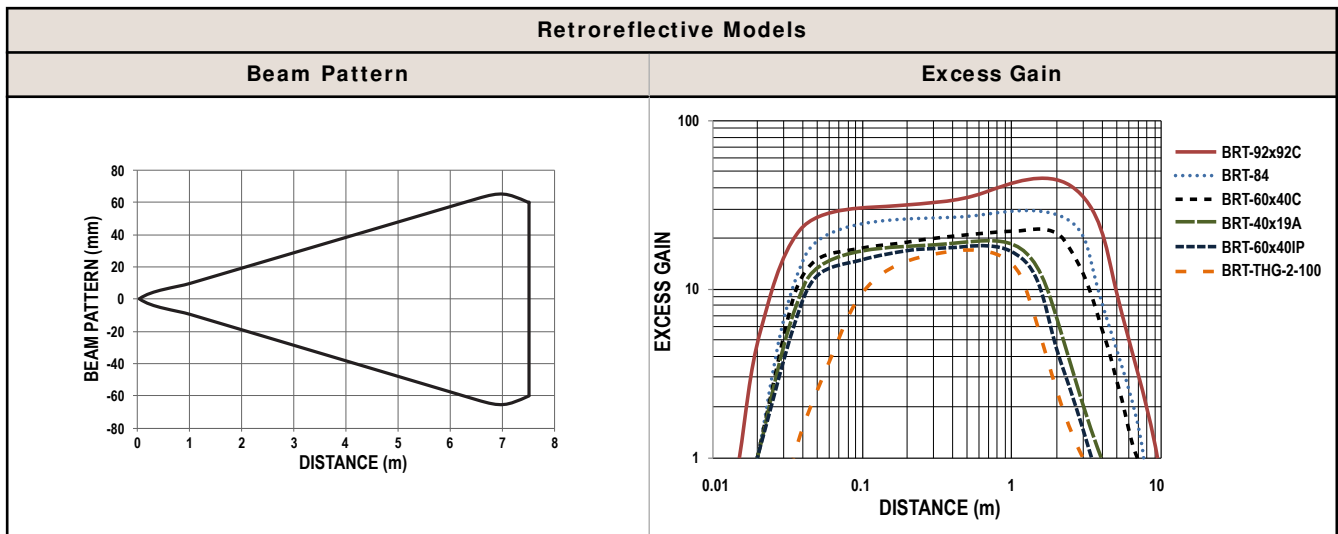 Retroreflective Models
Beam Pattern
Excess Gain
BEAM PATTERN (mm)
80
60
40
20
0
-20
-40
-60
-80
0 1 2 3 4 5 6 7 8
DISTANCE (m)
EXCESS GAIN
100
10
1
0.01 0.1 1 10
DISTANCE (m)
BRT-92x92C
BRT-84
BRT-60x40C
BRT-40x19A
BRT-60x40IP
BRT-THG-2-100